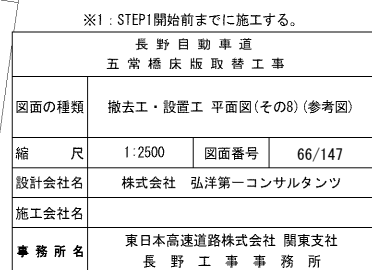 ※1：STEP1開始前までに施工する。
長野自動車道
五常橋床版取替工事
図面の種類 撤去工・設置工 平面図(その8)(参考図)
縮尺 1:2500 図面番号 66/147
設計会社名 株式会社 弘洋第一コンサルタンツ
施工会社名
東日本高速道路株式会社 関東支社
事務所名
長野工事事務所